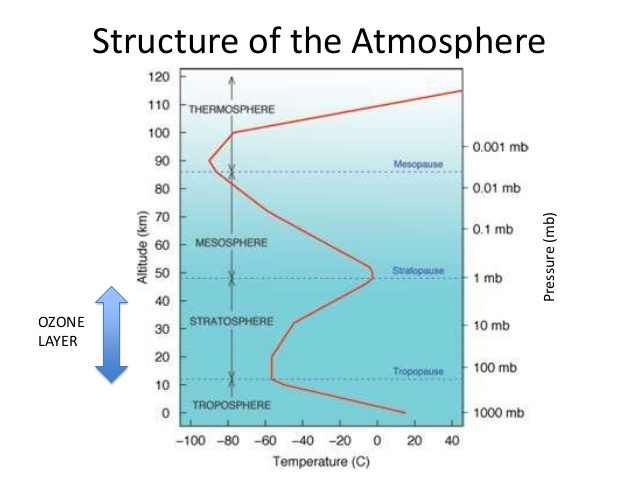 Structure of the Atmosphere
120
110
100
90
80
70
60
50
40
30
20
10
0
Altitude (km)
THERMOSPHERE
MESOSPHERE
STRATOSPHERE
TROPOSPHERE
Mesopause
Stratopause
Tropopause
0.001 mb
0.01 mb
0.1 mb
1 mb
10 mb
100 mb
1000 mb
Pressure (mb)
OZONE
LAYER
−100 −80 −60 −40 −20 0 20 40
Temperature (C)